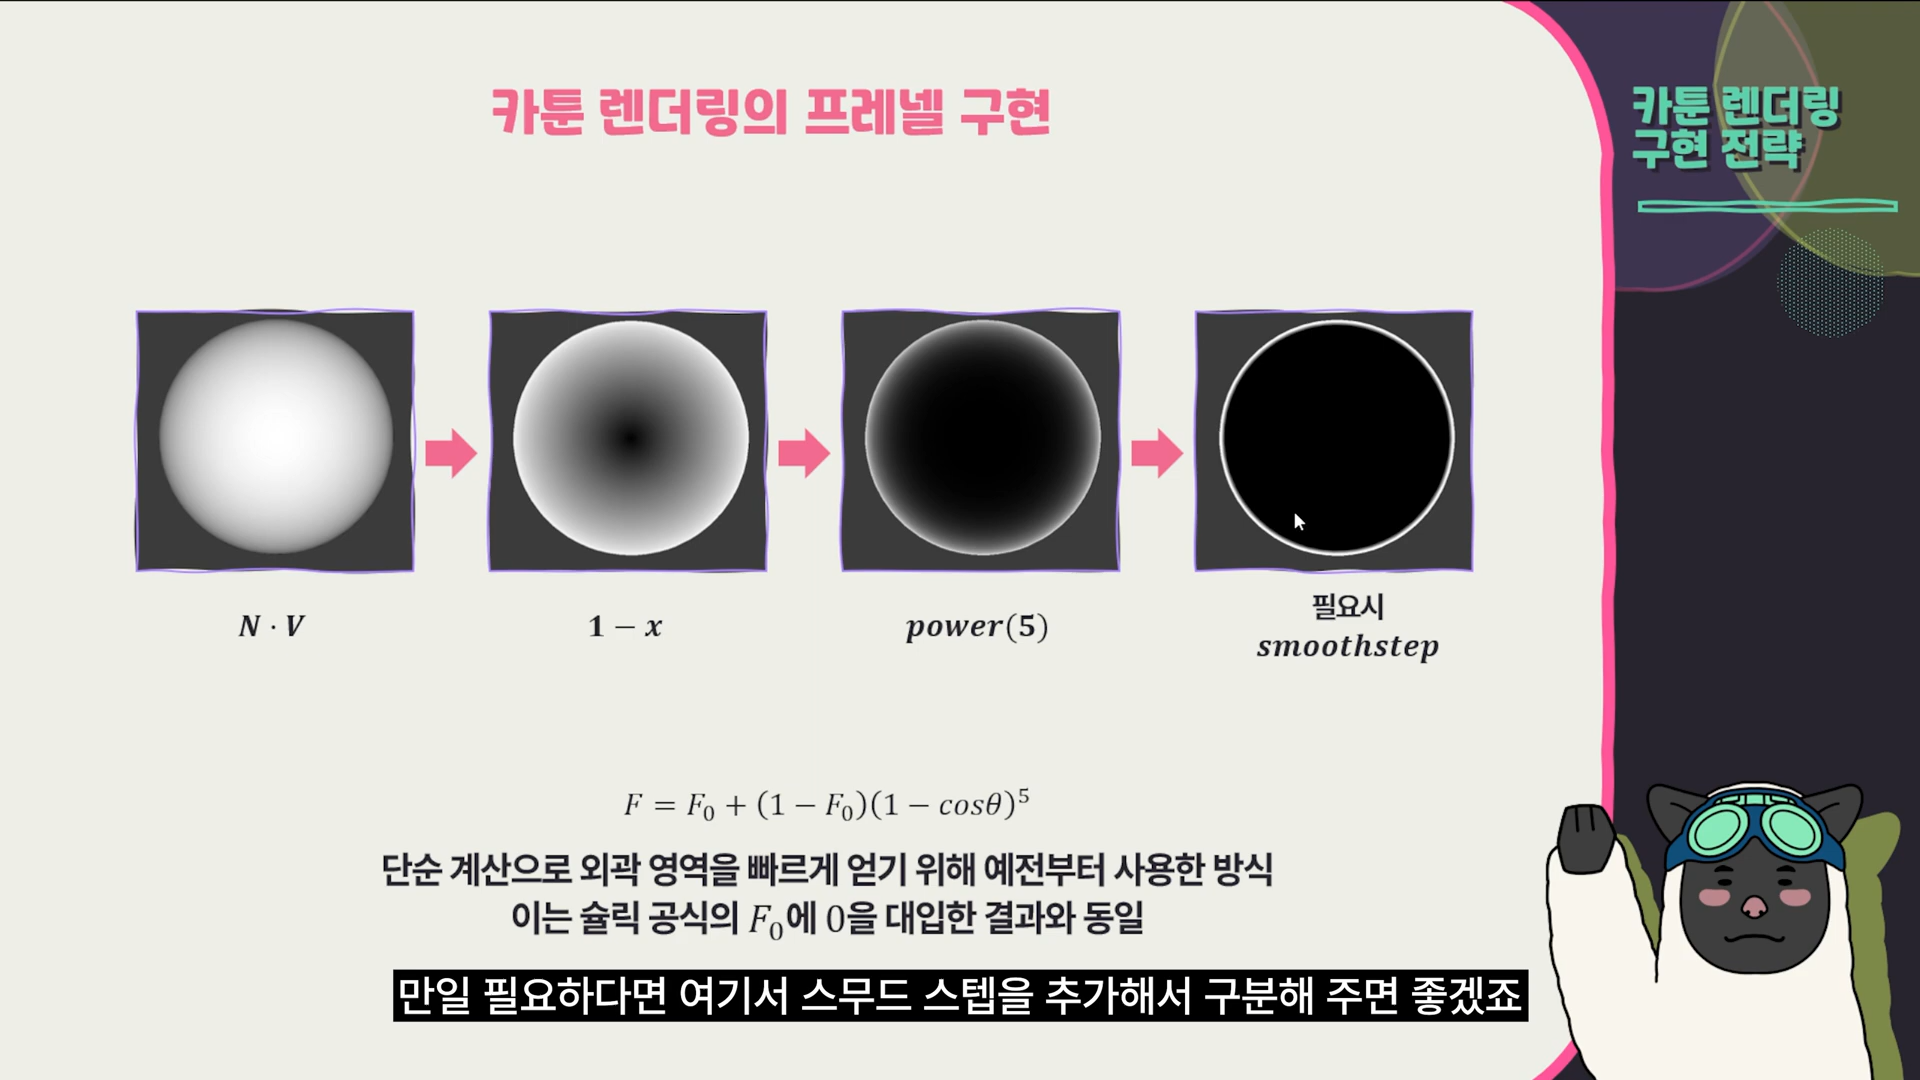 카툰 렌더링의 프레넬 구현
카툰 렌더링
구현 전략
N · V
1 − x
power(5)
필요시
smoothstep
F = F₀ + (1 − F₀)(1 − cosθ)⁵
단순 계산으로 외곽 영역을 빠르게 얻기 위해 예전부터 사용한 방식
이는 슐릭 공식의 F₀에 0을 대입한 결과와 동일
만일 필요하다면 여기서 스무드 스텝을 추가해서 구분해 주면 좋겠죠